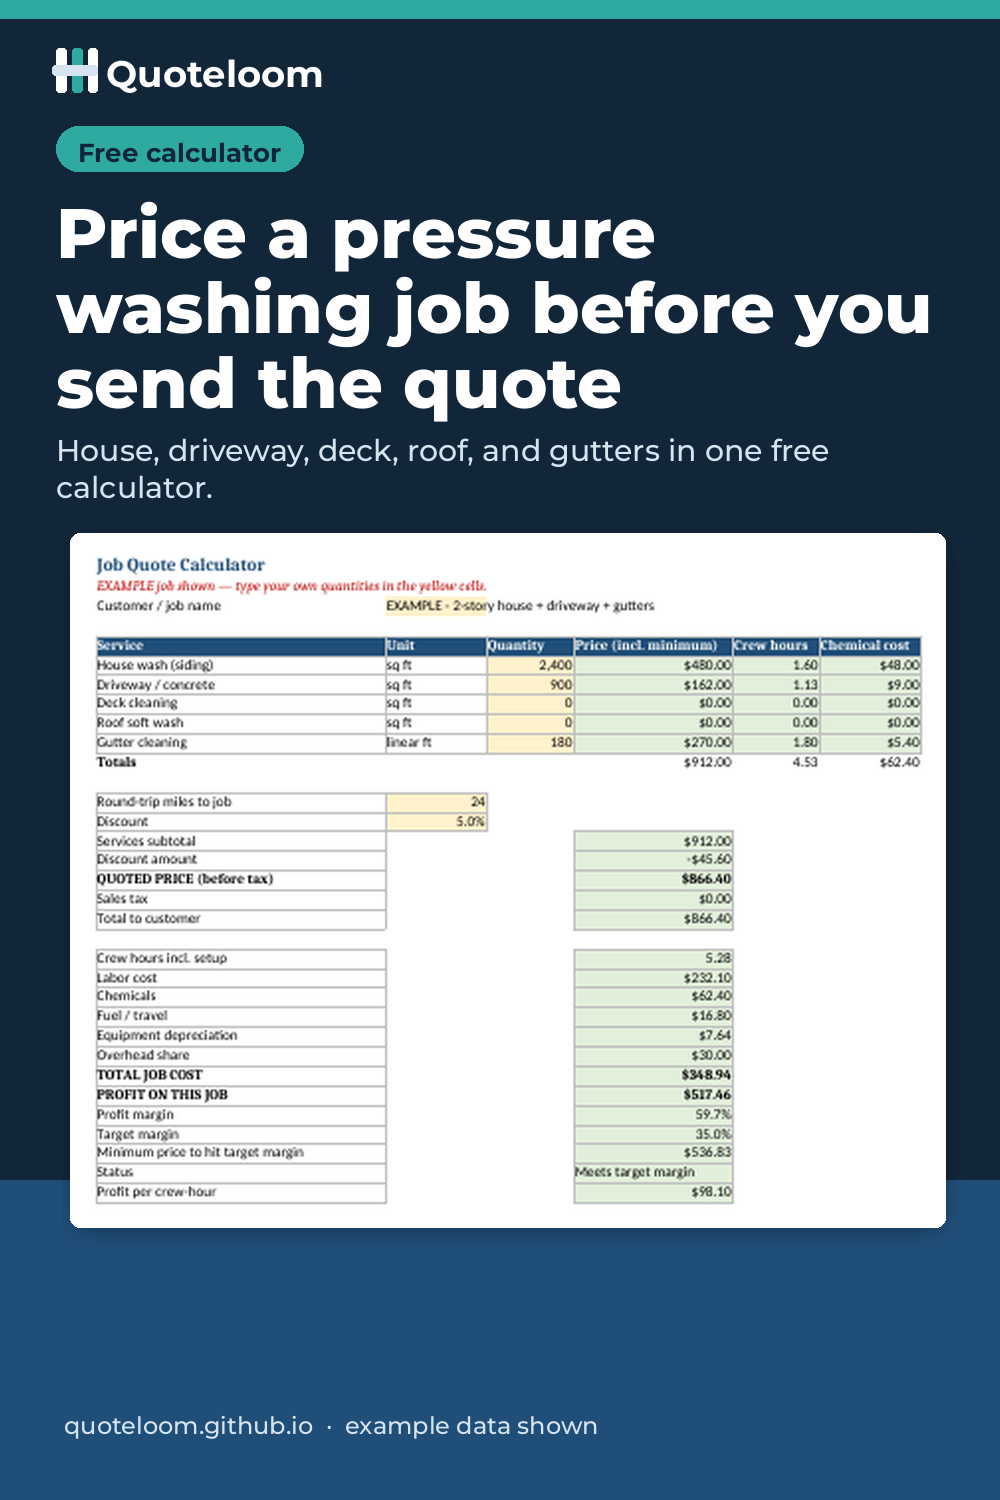 Quoteloom
Free calculator
Price a pressure
washing job before you
send the quote
House, driveway, deck, roof, and gutters in one free
calculator.
Job Quote Calculator
EXAMPLE job shown — type your own quantities in the yellow cells.
Customer / job name EXAMPLE - 2-story house + driveway + gutters
Service Unit Quantity Price (incl. minimum) Crew hours Chemical cost
House wash (siding) sq ft 2,400 $480.00 1.60 $48.00
Driveway / concrete sq ft 900 $162.00 1.13 $9.00
Deck cleaning sq ft 0 $0.00 0.00 $0.00
Roof soft wash sq ft 0 $0.00 0.00 $0.00
Gutter cleaning linear ft 180 $270.00 1.80 $5.40
Totals $912.00 4.53 $62.40
Round-trip miles to job 24
Discount 5.0%
Services subtotal $912.00
Discount amount -$45.60
QUOTED PRICE (before tax) $866.40
Sales tax $0.00
Total to customer $866.40
Crew hours incl. setup 5.28
Labor cost $232.10
Chemicals $62.40
Fuel / travel $16.80
Equipment depreciation $7.64
Overhead share $30.00
TOTAL JOB COST $348.94
PROFIT ON THIS JOB $517.46
Profit margin 59.7%
Target margin 35.0%
Minimum price to hit target margin $536.83
Status Meets target margin
Profit per crew-hour $98.10
quoteloom.github.io · example data shown